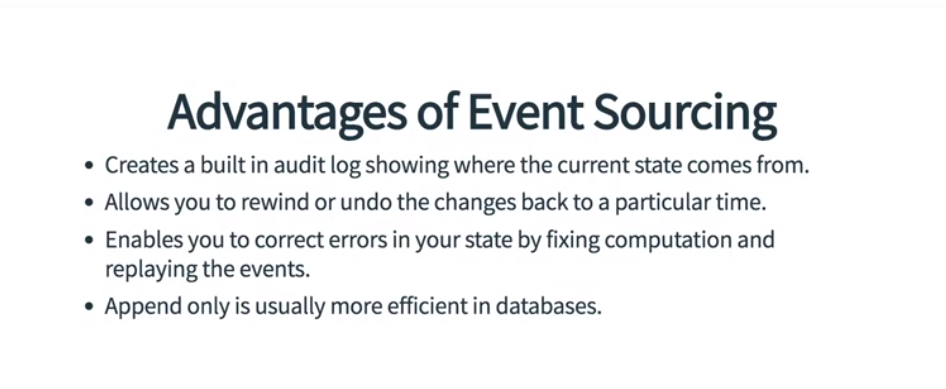 Advantages of Event Sourcing
• Creates a built in audit log showing where the current state comes from.
• Allows you to rewind or undo the changes back to a particular time.
• Enables you to correct errors in your state by fixing computation and
replaying the events.
• Append only is usually more efficient in databases.